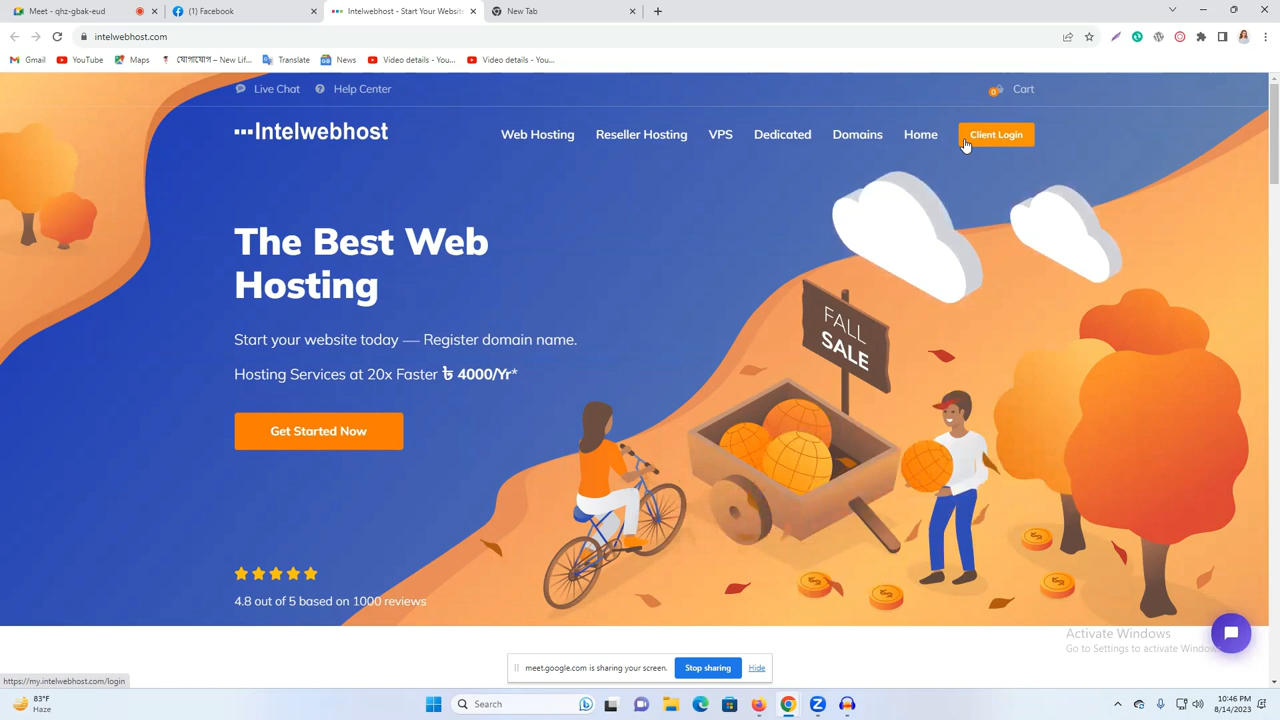 Meet - qhz-gbak-eud
(1) Facebook
Intelwebhost - Start Your Website
New Tab
intelwebhost.com
Gmail
YouTube
Maps
যোগাযোগ – New Lif...
Translate
News
Video details - You...
Video details - You...
Live Chat
Help Center
0
Cart
Intelwebhost
Web Hosting
Reseller Hosting
VPS
Dedicated
Domains
Home
Client Login
The Best Web
Hosting
Start your website today — Register domain name.
Hosting Services at 20x Faster ৳ 4000/Yr*
Get Started Now
FALL
SALE
4.8 out of 5 based on 1000 reviews
Activate Windows
Go to Settings to activate Windows
meet.google.com is sharing your screen.
Stop sharing
Hide
https://my.intelwebhost.com/login
83°F
Haze
Search
10:46 PM
8/14/2023